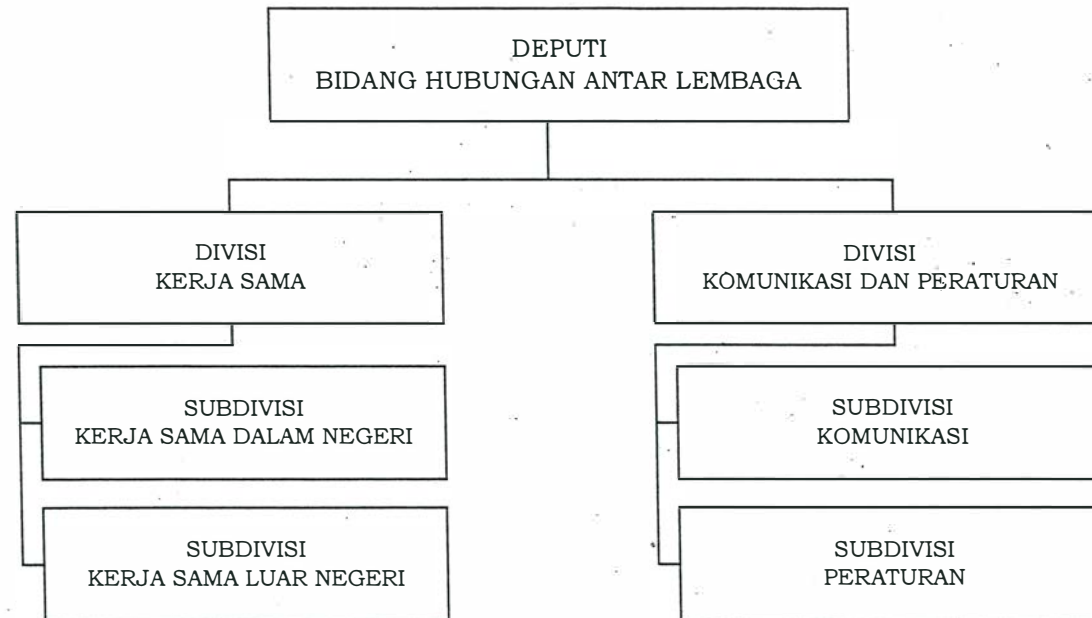 DEPUTI
BIDANG HUBUNGAN ANTAR LEMBAGA
DIVISI
KERJA SAMA
DIVISI
KOMUNIKASI DAN PERATURAN
SUBDIVISI
KERJA SAMA DALAM NEGERI
SUBDIVISI
KERJA SAMA LUAR NEGERI
SUBDIVISI
KOMUNIKASI
SUBDIVISI
PERATURAN